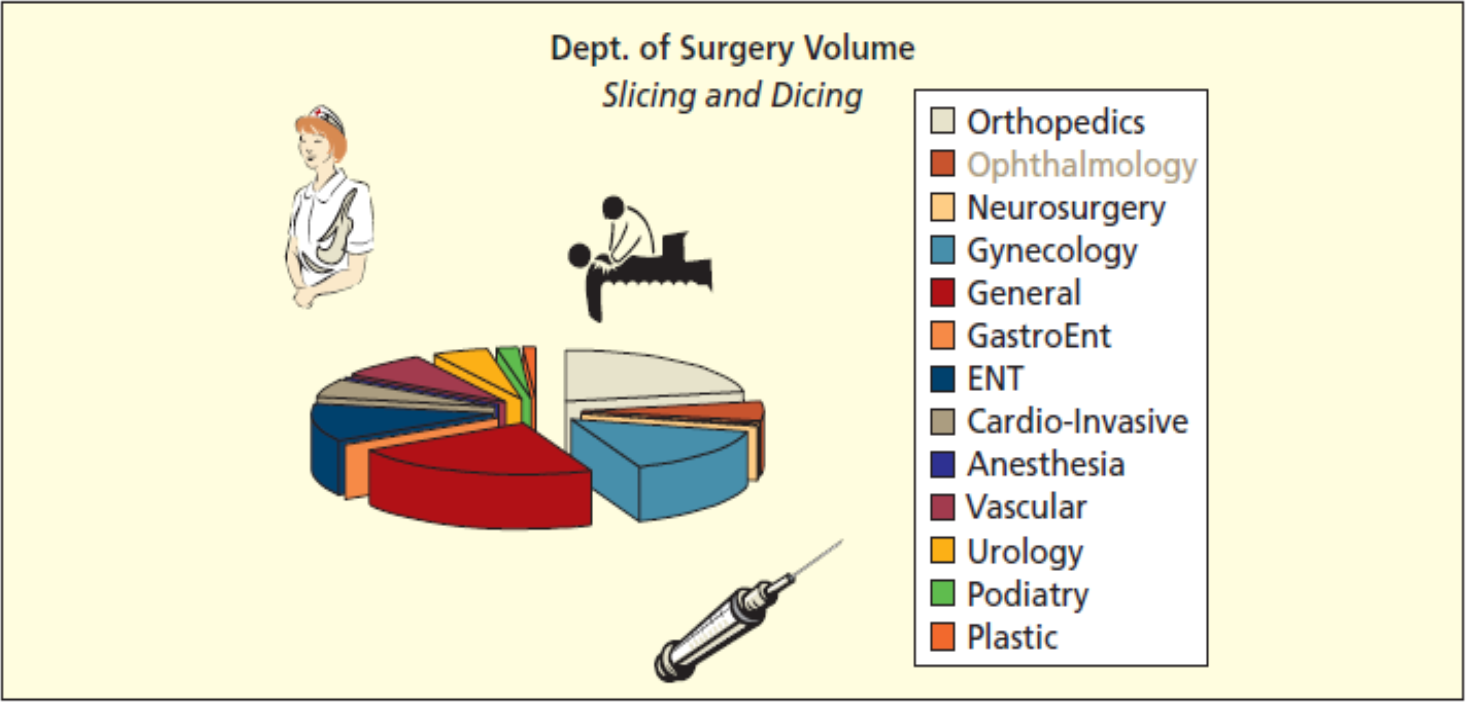 Dept. of Surgery Volume
Slicing and Dicing
Orthopedics
Ophthalmology
Neurosurgery
Gynecology
General
GastroEnt
ENT
Cardio-Invasive
Anesthesia
Vascular
Urology
Podiatry
Plastic